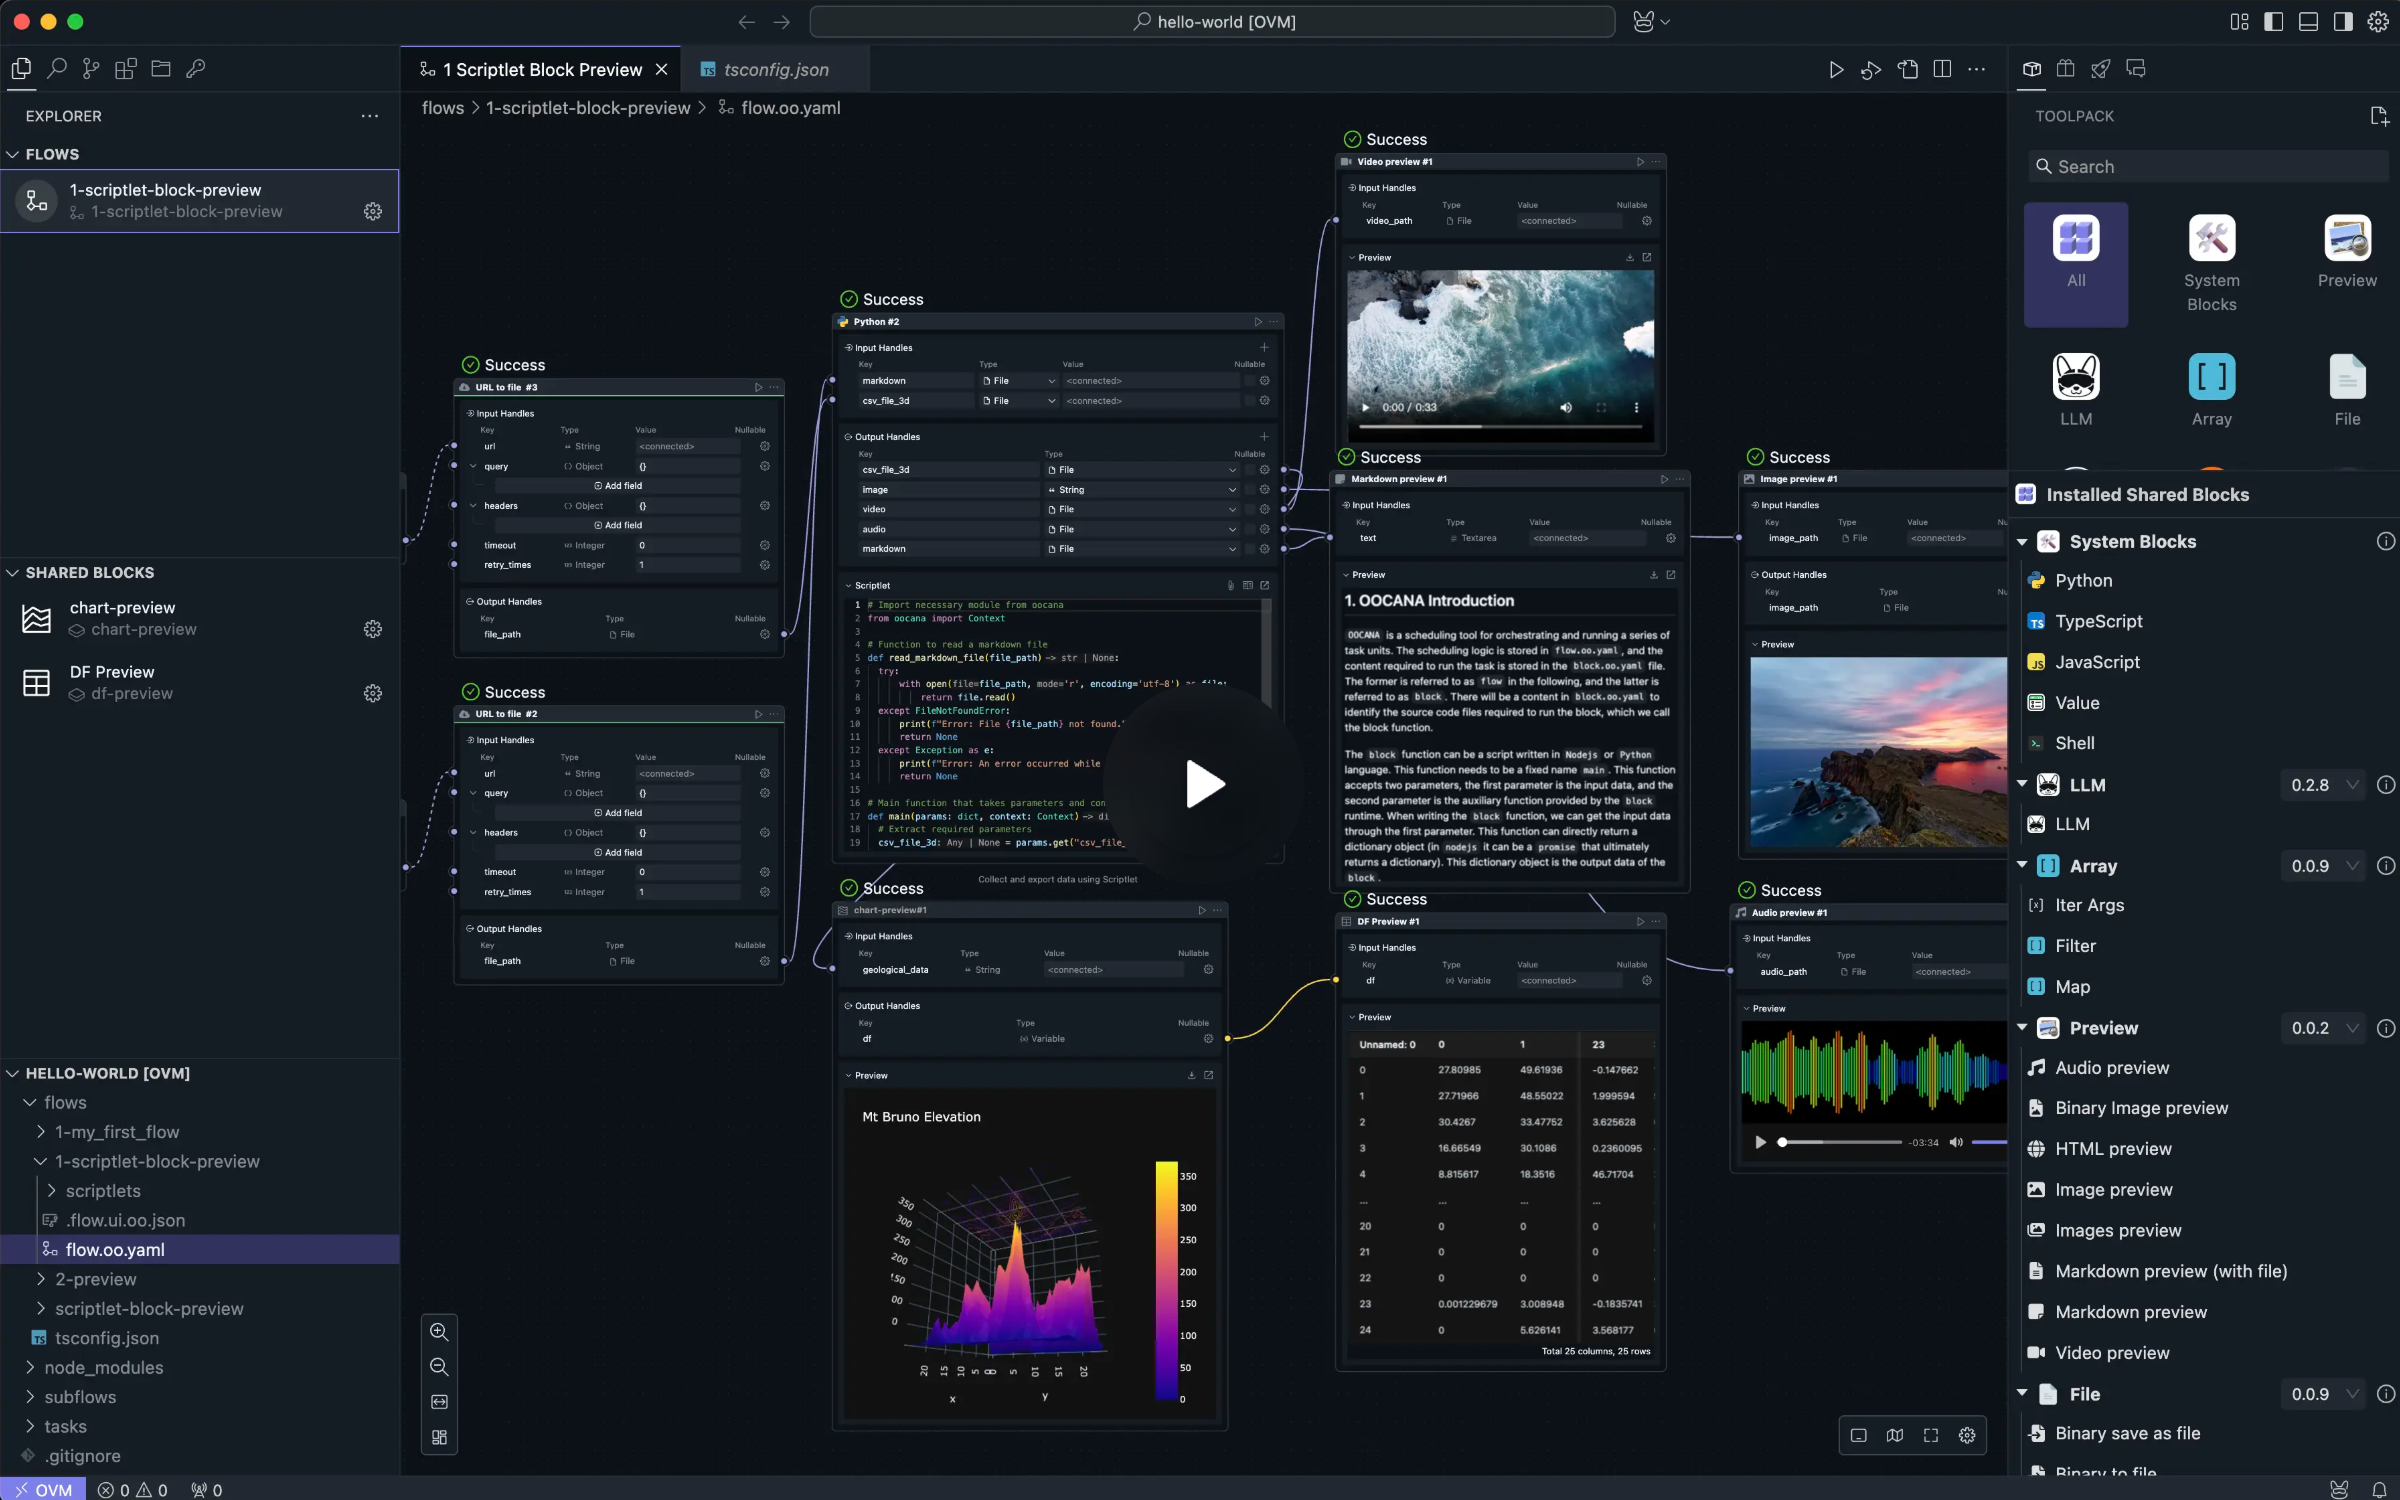 hello-world [OVM]
1 Scriptlet Block Preview
TS tsconfig.json
EXPLORER
FLOWS
1-scriptlet-block-preview
1-scriptlet-block-preview
SHARED BLOCKS
chart-preview
chart-preview
DF Preview
df-preview
HELLO-WORLD [OVM]
flows
1-my_first_flow
1-scriptlet-block-preview
scriptlets
.flow.ui.oo.json
flow.oo.yaml
2-preview
scriptlet-block-preview
TS tsconfig.json
node_modules
subflows
tasks
.gitignore
OVM 0 0 0
flows > 1-scriptlet-block-preview > flow.oo.yaml
Success
URL to file #3
Input Handles
Key Type Value Nullable
url String <connected>
query Object {}
Add field
headers Object {}
Add field
timeout Integer 0
retry_times Integer 1
Output Handles
Key Type Nullable
file_path File
Success
URL to file #2
Input Handles
Key Type Value Nullable
url String <connected>
query Object {}
Add field
headers Object {}
Add field
timeout Integer 0
retry_times Integer 1
Output Handles
Key Type Nullable
file_path File
Success
Python #2
Input Handles
Key Type Value Nullable
markdown File <connected>
csv_file_3d File <connected>
Output Handles
Key Type Nullable
csv_file_3d File
image String
video File
audio File
markdown File
Scriptlet
1 # Import necessary module from oocana
2 from oocana import Context
3
4 # Function to read a markdown file
5 def read_markdown_file(file_path) -> str | None:
6 try:
7 with open(file=file_path, mode='r', encoding='utf-8') as file:
8 return file.read()
9 except FileNotFoundError:
10 print(f"Error: File {file_path} not found."
11 return None
12 except Exception as e:
13 print(f"Error: An error occurred while
14 return None
15
16 # Main function that takes parameters and con
17 def main(params: dict, context: Context) -> di
18 # Extract required parameters
19 csv_file_3d: Any | None = params.get("csv_file_
Collect and export data using Scriptlet
Success
chart-preview#1
Input Handles
Key Type Value Nullable
geological_data String <connected>
Output Handles
Key Type Nullable
df Variable
Preview
Mt Bruno Elevation
350
300
250
200
150
00
0
20 15 10 5 0 0 5 10 15 20
x y
350
300
250
200
150
100
50
0
Success
Video preview #1
Input Handles
Key Type Value Nullable
video_path File <connected>
Preview
0:00 / 0:33
Success
Markdown preview #1
Input Handles
Key Type Value Nullable
text Textarea <connected>
Preview
1. OOCANA Introduction
OOCANA is a scheduling tool for orchestrating and running a series of
task units. The scheduling logic is stored in flow.oo.yaml, and the
content required to run the task is stored in the block.oo.yaml file.
The former is referred to as flow in the following, and the latter is
referred to as block. There will be a content in block.oo.yaml to
identify the source code files required to run the block, which we call
the block function.
The block function can be a script written in Nodejs or Python
language. This function needs to be a fixed name main. This function
accepts two parameters, the first parameter is the input data, and the
second parameter is the auxiliary function provided by the block
runtime. When writing the block function, we can get the input data
through the first parameter. This function can directly return a
dictionary object (in nodejs it can be a promise that ultimately
returns a dictionary). This dictionary object is the output data of the
block.
Success
DF Preview #1
Input Handles
Key Type Value Nullable
df Variable <connected>
Preview
Unnamed: 0 0 1 23
0 27.80985 49.61936 -0.147662
1 27.71966 48.55022 1.999594
2 30.4267 33.47752 3.625628
3 16.66549 30.1086 0.2360095
4 8.815617 18.3516 46.71704
... ... ... ...
20 0 0 0
21 0 0 0
22 0 0 0
23 0.001229679 3.008948 -0.1835741
24 0 5.626141 3.568177
Total 25 columns, 25 rows
Success
Image preview #1
Input Handles
Key Type Value Nu
image_path File <connected>
Output Handles
Key Type Nu
image_path File
Preview
Success
Audio preview #1
Input Handles
Key Type Value
audio_path File <connected>
Preview
-03:34
TOOLPACK
Search
All
System Blocks
Preview
LLM
Array
File
Installed Shared Blocks
System Blocks
Python
TS TypeScript
JS JavaScript
Value
Shell
LLM 0.2.8
LLM
Array 0.0.9
Iter Args
Filter
Map
Preview 0.0.2
Audio preview
Binary Image preview
HTML preview
Image preview
Images preview
Markdown preview (with file)
Markdown preview
Video preview
File 0.0.9
Binary save as file
Binary to file